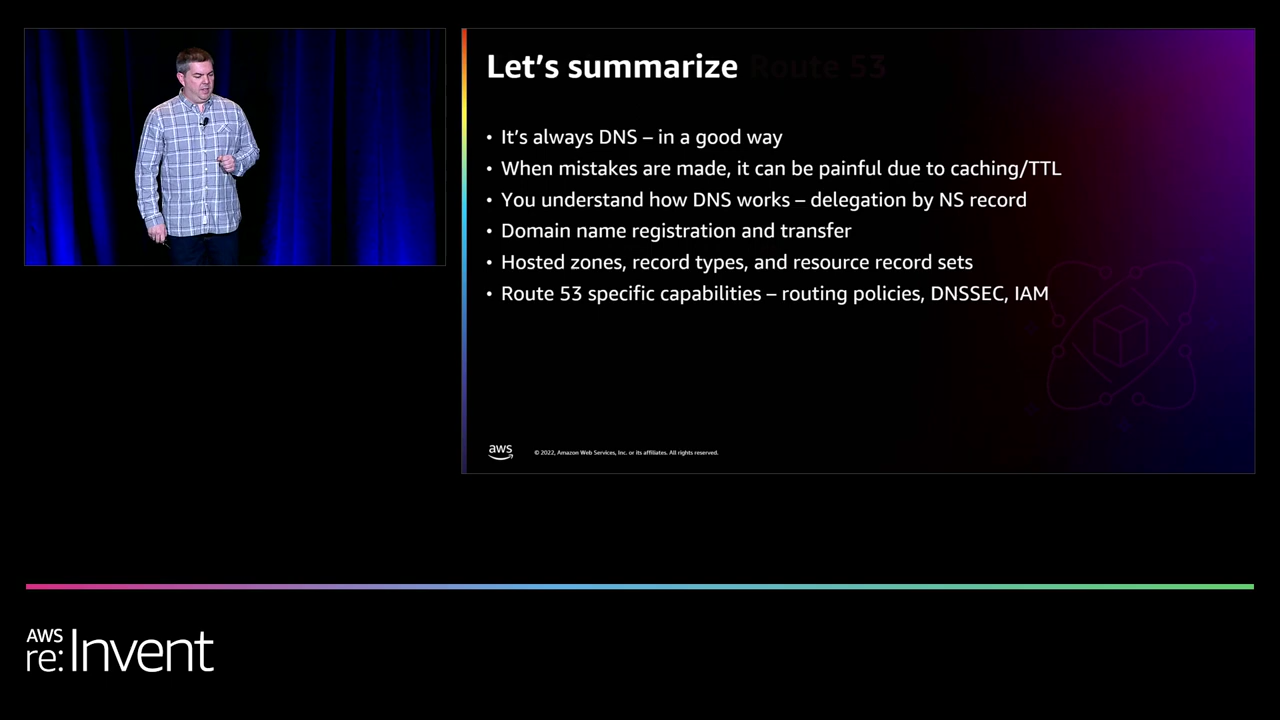 Let's summarize Route 53
• It's always DNS – in a good way
• When mistakes are made, it can be painful due to caching/TTL
• You understand how DNS works – delegation by NS record
• Domain name registration and transfer
• Hosted zones, record types, and resource record sets
• Route 53 specific capabilities – routing policies, DNSSEC, IAM
aws
© 2022, Amazon Web Services, Inc. or its affiliates. All rights reserved.
AWS
re:Invent